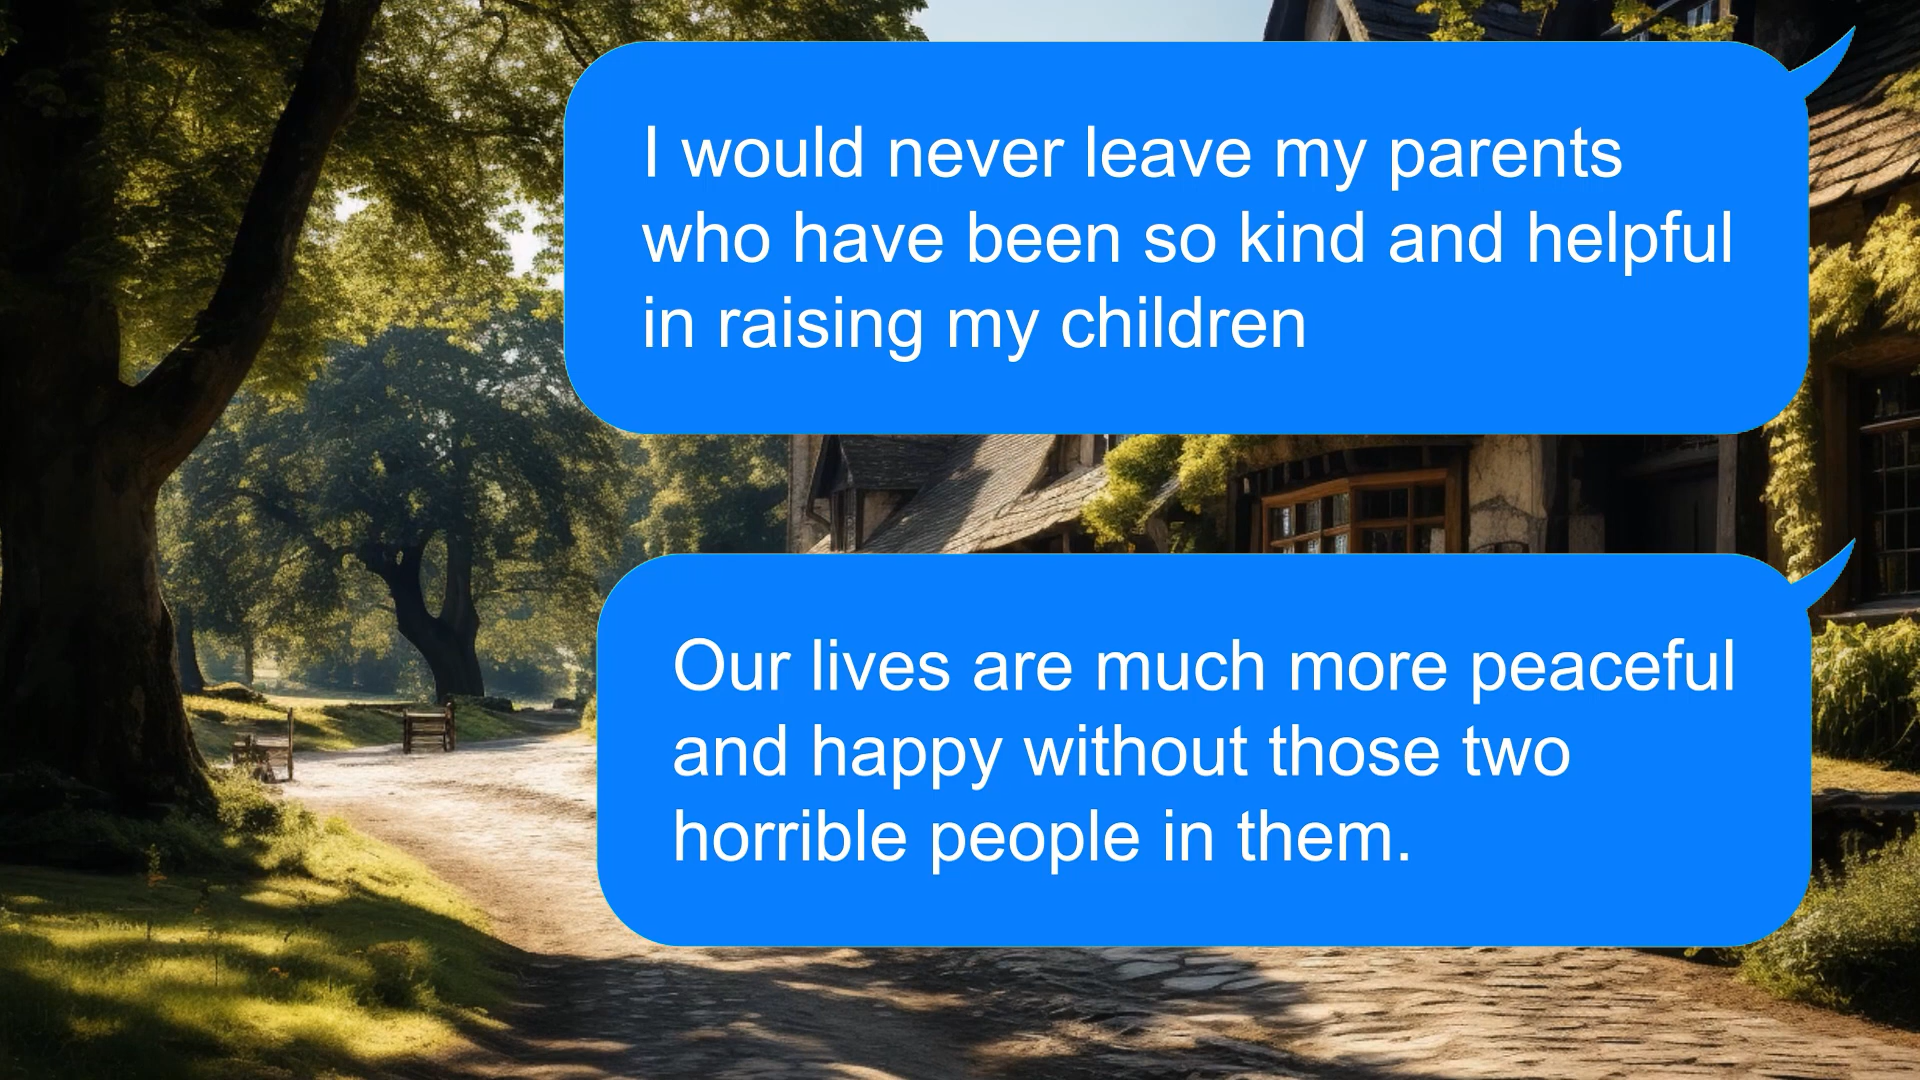 I would never leave my parents
who have been so kind and helpful
in raising my children
Our lives are much more peaceful
and happy without those two
horrible people in them.